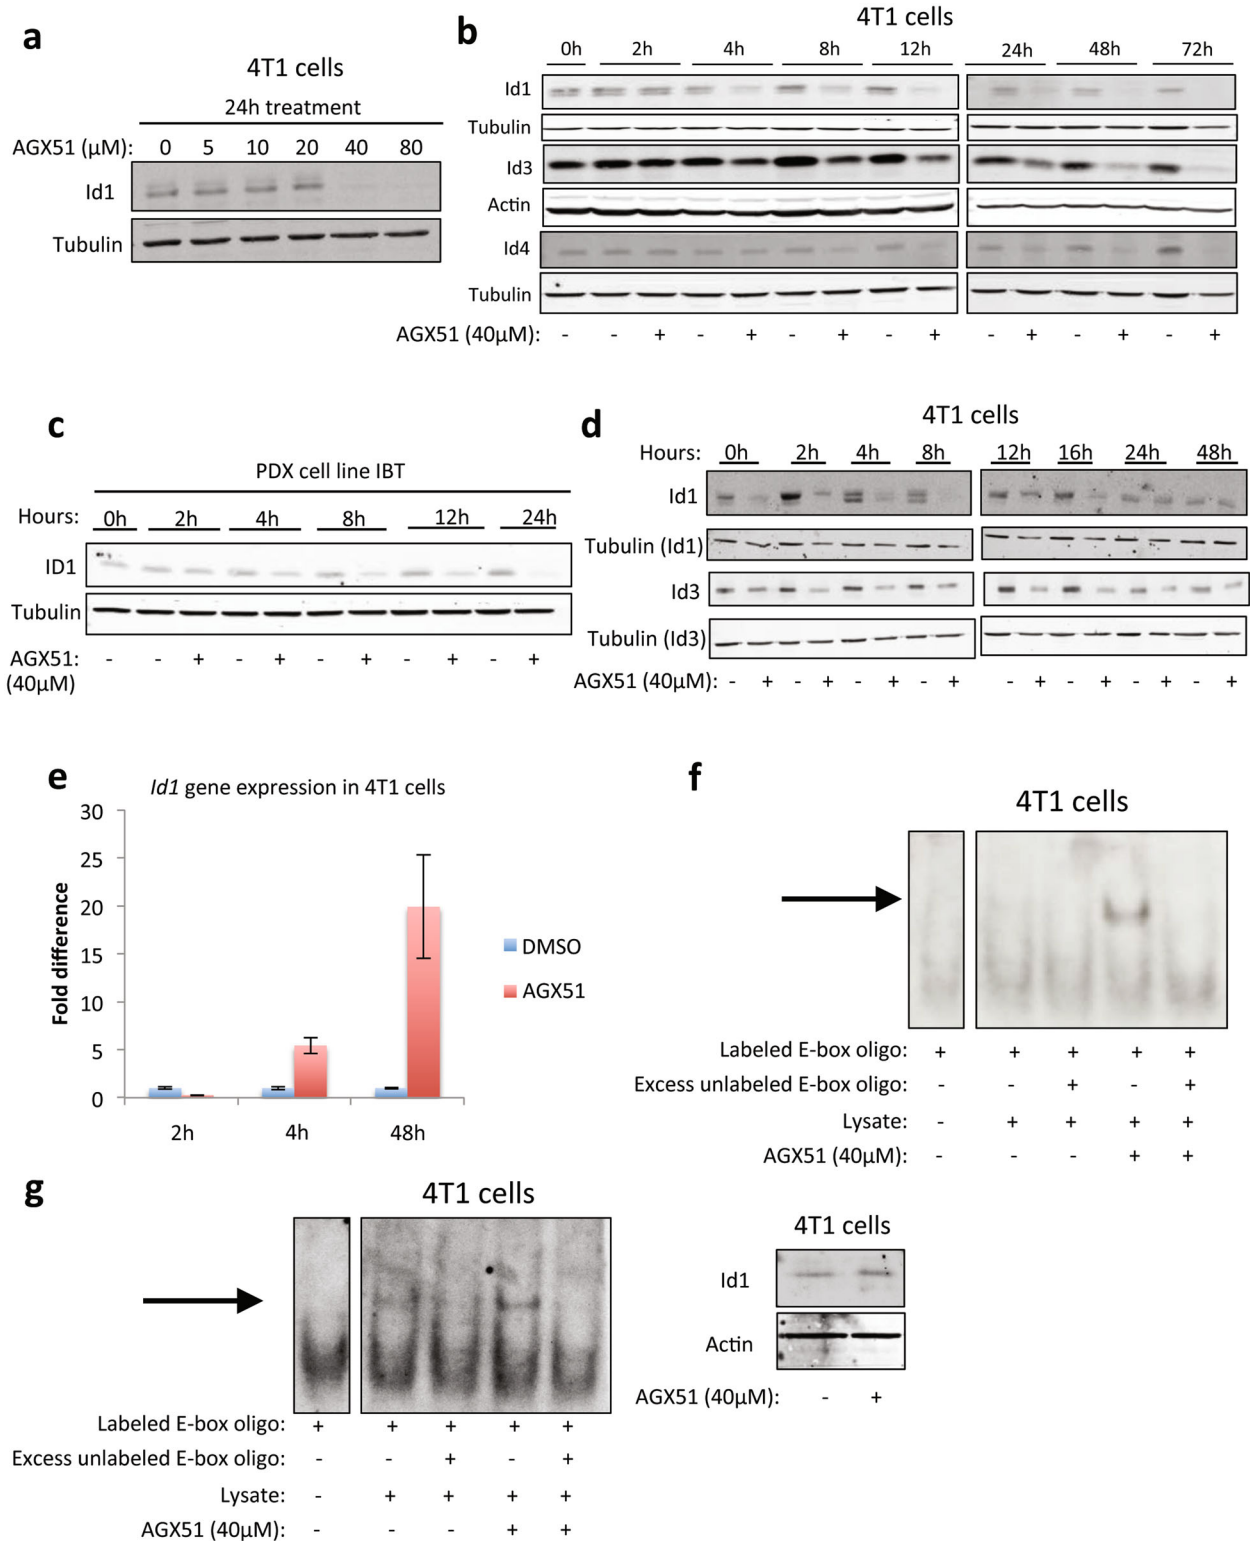 a
4T1 cells
24h treatment
AGX51 (µM): 0 5 10 20 40 80
Id1
Tubulin
b
4T1 cells
0h 2h 4h 8h 12h 24h 48h 72h
Id1
Tubulin
Id3
Actin
Id4
Tubulin
AGX51 (40µM): - - + - + - + - + - + - + - +
c
PDX cell line IBT
Hours: 0h 2h 4h 8h 12h 24h
ID1
Tubulin
AGX51: - - + - + - + - + - +
(40µM)
d
4T1 cells
Hours: 0h 2h 4h 8h 12h 16h 24h 48h
Id1
Tubulin (Id1)
Id3
Tubulin (Id3)
AGX51 (40µM): - + - + - + - + - + - + - + - +
e
Id1 gene expression in 4T1 cells
Fold difference
30
25
20
15
10
5
0
2h 4h 48h
DMSO
AGX51
f
4T1 cells
Labeled E-box oligo: + + + + +
Excess unlabeled E-box oligo: - - + - +
Lysate: - + + + +
AGX51 (40µM): - - - + +
g
4T1 cells
Labeled E-box oligo: + + + + +
Excess unlabeled E-box oligo: - - + - +
Lysate: - + + + +
AGX51 (40µM): - - - + +
4T1 cells
Id1
Actin
AGX51 (40µM): - +